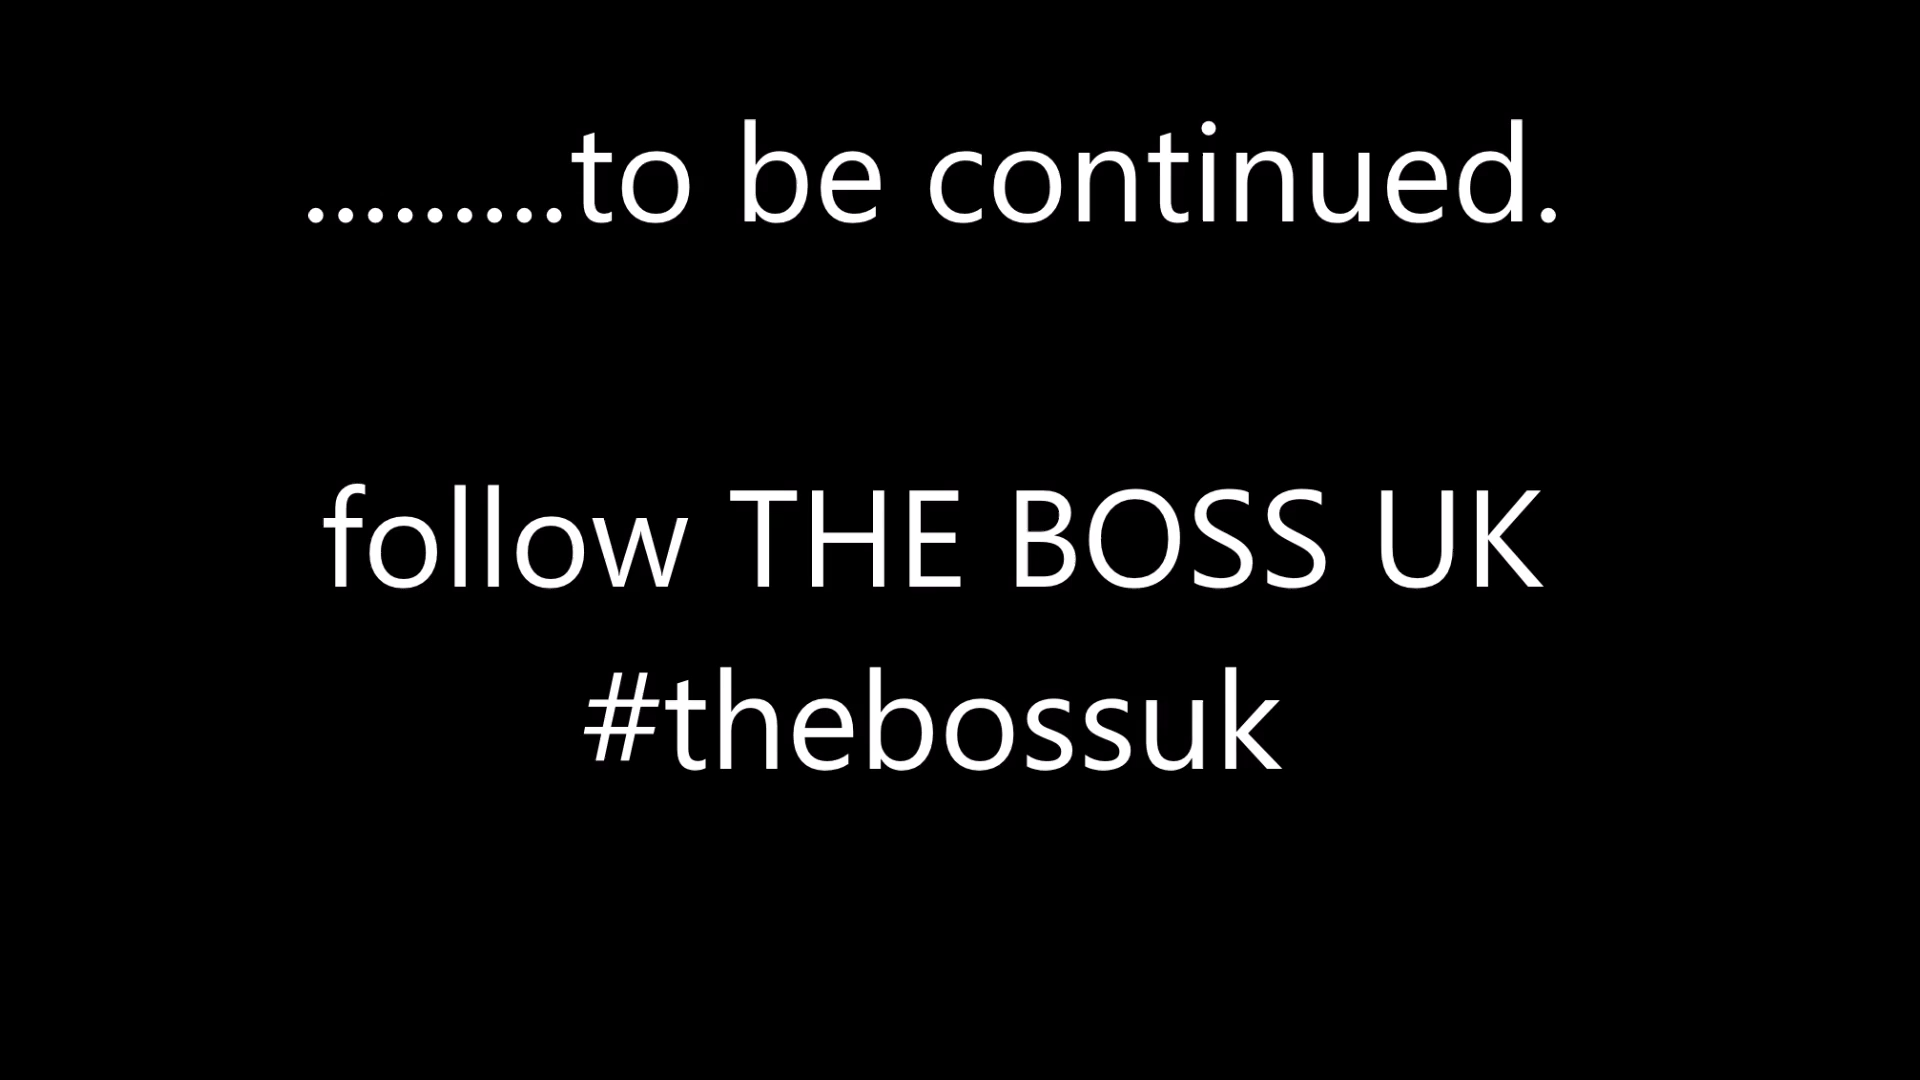 .........to be continued.
follow THE BOSS UK
#thebossuk